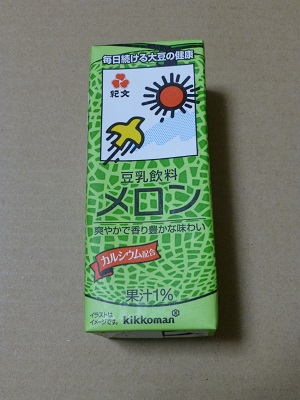 毎日続ける大豆の健康
紀文
豆乳飲料
メロン
爽やかで香り豊かな味わい
カルシウム配合
果汁1%
イラストは
イメージです。
kikkoman®